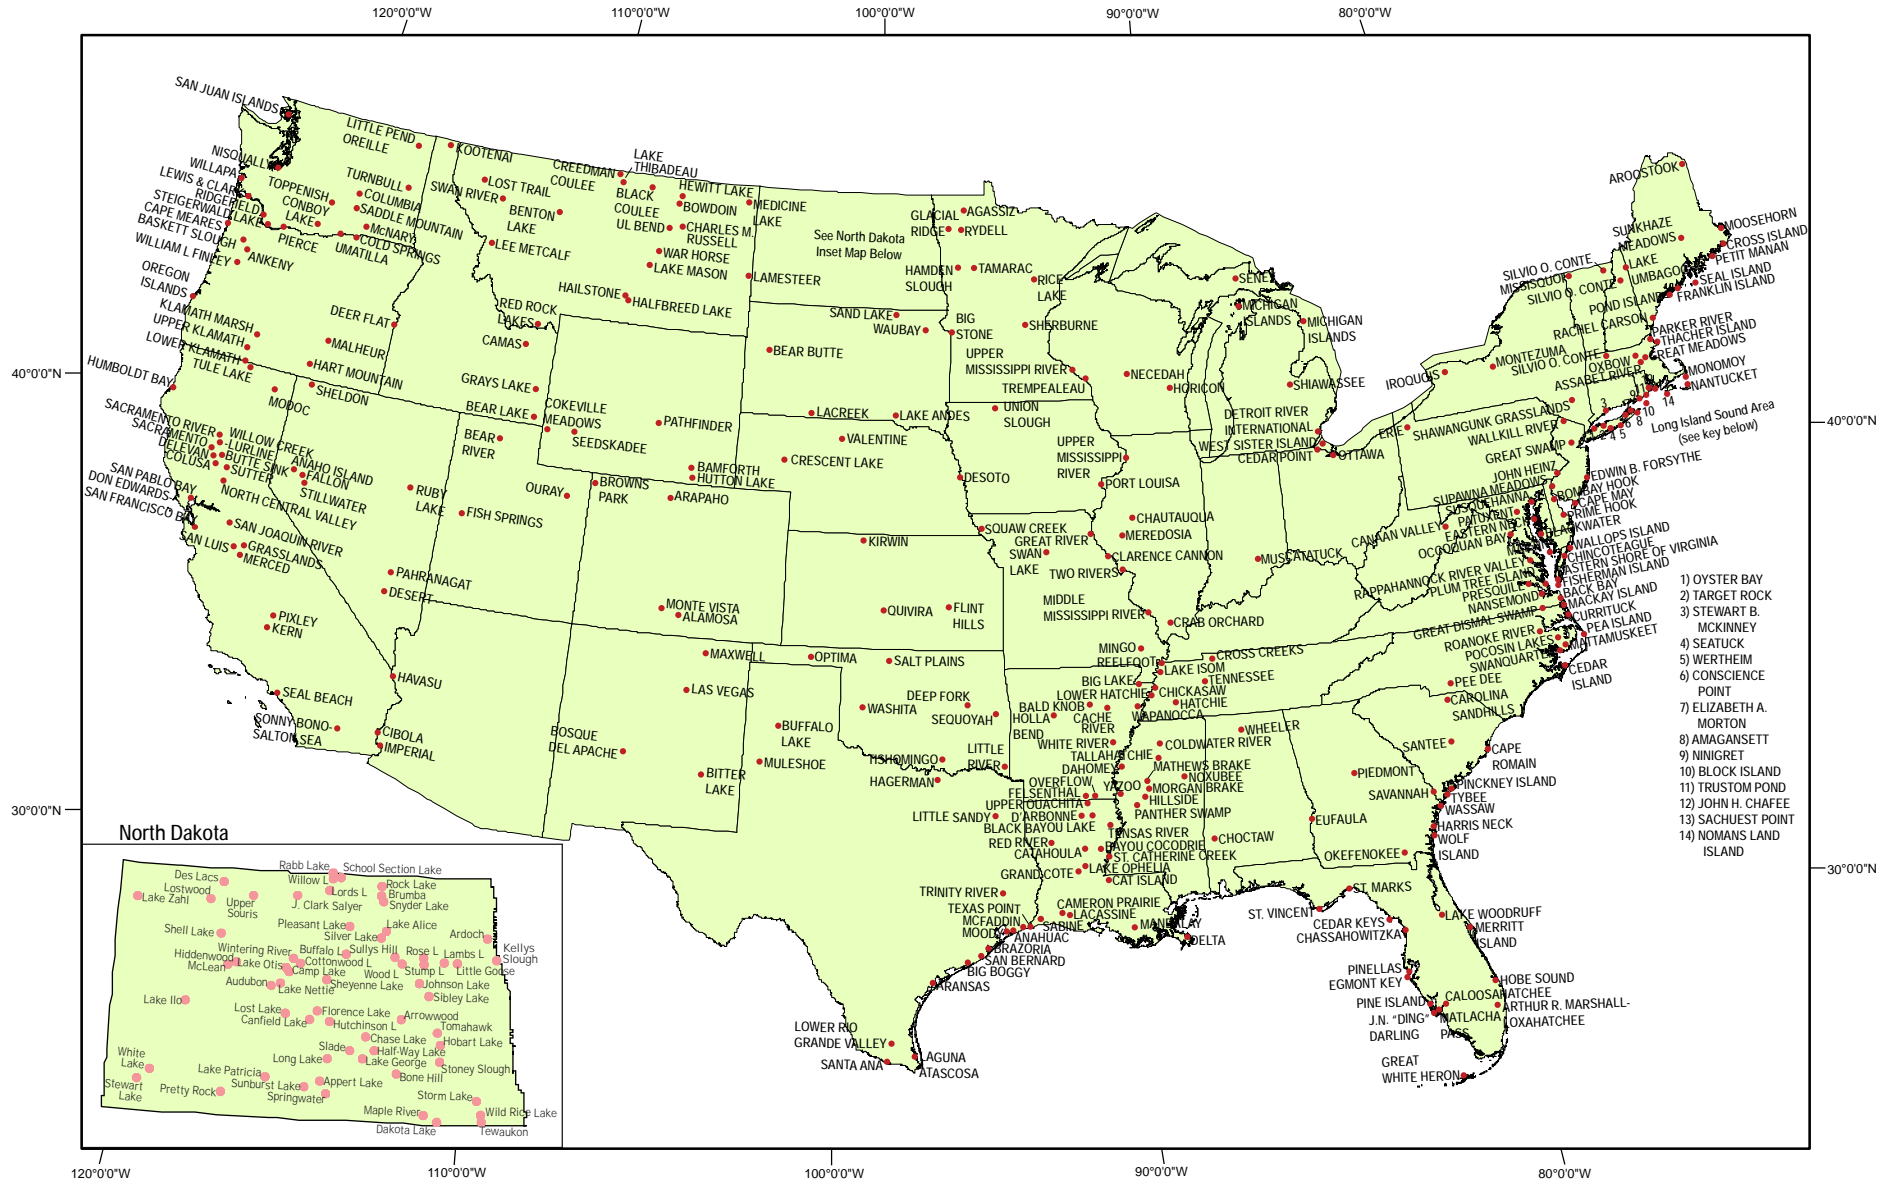 120°0'0"W
110°0'0"W
100°0'0"W
90°0'0"W
80°0'0"W
40°0'0"N
30°0'0"N
40°0'0"N
30°0'0"N
SAN JUAN ISLANDS
LITTLE PEND
OREILLE
KOOTENAI
NISQUALLY
WILLAPA
LEWIS & CLARK
RIDGEFIELD
STEIGERWALD LAKE
CAPE MEARES
BASKETT SLOUGH
WILLIAM L FINLEY
ANKENY
OREGON
ISLANDS
TOPPENISH
CONBOY
LAKE
PIERCE
TURNBULL
COLUMBIA
SADDLE MOUNTAIN
McNARY
COLD SPRINGS
UMATILLA
KLAMATH MARSH
UPPER KLAMATH
LOWER KLAMATH
TULE LAKE
DEER FLAT
MALHEUR
HART MOUNTAIN
SHELDON
MODOC
HUMBOLDT BAY
SWAN RIVER
LOST TRAIL
BENTON
LAKE
LEE METCALF
CREEDMAN
COULEE
LAKE
THIBADEAU
BLACK
COULEE
HEWITT LAKE
BOWDOIN
UL BEND
CHARLES M.
RUSSELL
MEDICINE
LAKE
WAR HORSE
LAKE MASON
LAMESTEER
HAILSTONE
HALFBREED LAKE
RED ROCK
LAKES
CAMAS
GRAYS LAKE
BEAR LAKE
COKEVILLE
MEADOWS
SEEDSKADEE
PATHFINDER
BEAR
RIVER
BAMFORTH
HUTTON LAKE
ARAPAHO
BROWNS
PARK
OURAY
FISH SPRINGS
RUBY
LAKE
SACRAMENTO RIVER
SACRAMENTO
DELEVAN
COLUSA
WILLOW CREEK
-LURLINE
BUTTE SINK
SUTTER
NORTH CENTRAL VALLEY
ANAHO ISLAND
FALLON
STILLWATER
SAN PABLO BAY
DON EDWARDS
SAN FRANCISCO BAY
SAN JOAQUIN RIVER
SAN LUIS
GRASSLANDS
MERCED
PIXLEY
KERN
PAHRANAGAT
DESERT
SEAL BEACH
SONNY BONO-
SALTON SEA
HAVASU
CIBOLA
IMPERIAL
MONTE VISTA
ALAMOSA
MAXWELL
LAS VEGAS
BOSQUE
DEL APACHE
BITTER
LAKE
BUFFALO
LAKE
MULESHOE
OPTIMA
SALT PLAINS
WASHITA
DEEP FORK
SEQUOYAH
TISHOMINGO
HAGERMAN
LITTLE
RIVER
See North Dakota
Inset Map Below
GLACIAL
RIDGE
AGASSIZ
RYDELL
HAMDEN
SLOUGH
TAMARAC
RICE
LAKE
SAND LAKE
WAUBAY
BIG
STONE
SHERBURNE
BEAR BUTTE
LACREEK
LAKE ANDES
UNION
SLOUGH
VALENTINE
CRESCENT LAKE
DESOTO
KIRWIN
QUIVIRA
FLINT
HILLS
UPPER
MISSISSIPPI RIVER
TREMPEALEAU
NECEDAH
HORICON
SENEY
MICHIGAN
ISLANDS
MICHIGAN
ISLANDS
SHIAWASSEE
DETROIT RIVER
INTERNATIONAL
WEST SISTER ISLAND
CEDAR POINT
OTTAWA
UPPER
MISSISSIPPI
RIVER
PORT LOUISA
CHAUTAUQUA
MEREDOSIA
SQUAW CREEK
GREAT RIVER
SWAN
LAKE
CLARENCE CANNON
TWO RIVERS
MIDDLE
MISSISSIPPI RIVER
CRAB ORCHARD
MUSCATATUCK
MINGO
REELFOOT
LAKE ISOM
CROSS CREEKS
TENNESSEE
BIG LAKE
LOWER HATCHIE
CHICKASAW
HATCHIE
BALD KNOB
HOLLA
BEND
CACHE
RIVER
WAPANOCCA
WHITE RIVER
COLDWATER RIVER
WHEELER
TALLAHATCHIE
DAHOMEY
MATHEWS BRAKE
OVERFLOW
YAZOO
NOXUBEE
MORGAN BRAKE
FELSENTHAL
HILLSIDE
UPPER OUACHITA
PANTHER SWAMP
LITTLE SANDY
D'ARBONNE
BLACK BAYOU LAKE
TENSAS RIVER
RED RIVER
BAYOU COCODRIE
CATAHOULA
ST. CATHERINE CREEK
CHOCTAW
GRAND COTE
LAKE OPHELIA
CAT ISLAND
TRINITY RIVER
TEXAS POINT
MCFADDIN
MOODY
ANAHUAC
SABINE
CAMERON PRAIRIE
LACASSINE
MANDALAY
DELTA
BRAZORIA
SAN BERNARD
BIG BOGGY
ARANSAS
LOWER RIO
GRANDE VALLEY
SANTA ANA
LAGUNA
ATASCOSA
AROOSTOOK
SUNKHAZE
MEADOWS
MOOSEHORN
CROSS ISLAND
PETIT MANAN
SEAL ISLAND
FRANKLIN ISLAND
POND ISLAND
SILVIO O. CONTE
MISSISQUOI
SILVIO O. CONTE
LAKE
UMBAGOG
RACHEL CARSON
PARKER RIVER
THACHER ISLAND
GREAT MEADOWS
OXBOW
ASSABET RIVER
MONOMOY
NANTUCKET
MONTEZUMA
SILVIO O. CONTE
IROQUOIS
ERIE
SHAWANGUNK GRASSLANDS
WALLKILL RIVER
GREAT SWAMP
Long Island Sound Area
(see key below)
JOHN HEINZ
SUPAWNA MEADOWS
EDWIN B. FORSYTHE
BOMBAY HOOK
CAPE MAY
PRIME HOOK
SUSQUEHANNA
PATUXENT
EASTERN NECK
BLACKWATER
CANAAN VALLEY
OCCOQUAN BAY
WALLOPS ISLAND
CHINCOTEAGUE
EASTERN SHORE OF VIRGINIA
FISHERMAN ISLAND
RAPPAHANNOCK RIVER VALLEY
PLUM TREE ISLAND
PRESQUILE
NANSEMOND
BACK BAY
MACKAY ISLAND
GREAT DISMAL SWAMP
CURRITUCK
ROANOKE RIVER
PEA ISLAND
POCOSIN LAKES
MATTAMUSKEET
SWANQUARTER
CEDAR
ISLAND
PEE DEE
CAROLINA
SANDHILLS
SANTEE
CAPE
ROMAIN
PIEDMONT
SAVANNAH
PINCKNEY ISLAND
TYBEE
WASSAW
HARRIS NECK
WOLF
ISLAND
EUFAULA
OKEFENOKEE
ST. MARKS
ST. VINCENT
CEDAR KEYS
CHASSAHOWITZKA
LAKE WOODRUFF
MERRITT
ISLAND
PINELLAS
EGMONT KEY
HOBE SOUND
PINE ISLAND
CALOOSAHATCHEE
ARTHUR R. MARSHALL-
LOXAHATCHEE
J.N. "DING"
DARLING
MATLACHA
PASS
GREAT
WHITE HERON
1) OYSTER BAY
2) TARGET ROCK
3) STEWART B.
MCKINNEY
4) SEATUCK
5) WERTHEIM
6) CONSCIENCE
POINT
7) ELIZABETH A.
MORTON
8) AMAGANSETT
9) NINIGRET
10) BLOCK ISLAND
11) TRUSTOM POND
12) JOHN H. CHAFEE
13) SACHUEST POINT
14) NOMANS LAND
ISLAND
North Dakota
Rabb Lake
School Section Lake
Des Lacs
Willow L
Lostwood
Lords L
Rock Lake
Lake Zahl
Upper
Souris
J. Clark Salyer
Brumba
Snyder Lake
Pleasant Lake
Lake Alice
Shell Lake
Silver Lake
Ardoch
Wintering River
Buffalo L
Sullys Hill
Rose L
Lambs L
Kellys
Slough
Hiddenwood
McLean
Lake Otis
Cottonwood L
Camp Lake
Wood L
Stump L
Little Goose
Audubon
Lake Nettie
Sheyenne Lake
Johnson Lake
Sibley Lake
Lake Ilo
Lost Lake
Florence Lake
Canfield Lake
Hutchinson L
Arrowwood
Tomahawk
Chase Lake
Hobart Lake
Slade
Half-Way Lake
Long Lake
Lake George
Stoney Slough
White
Lake
Lake Patricia
Bone Hill
Stewart
Lake
Pretty Rock
Sunburst Lake
Appert Lake
Springwater
Storm Lake
Maple River
Wild Rice Lake
Dakota Lake
Tewaukon
120°0'0"W
110°0'0"W
100°0'0"W
90°0'0"W
80°0'0"W